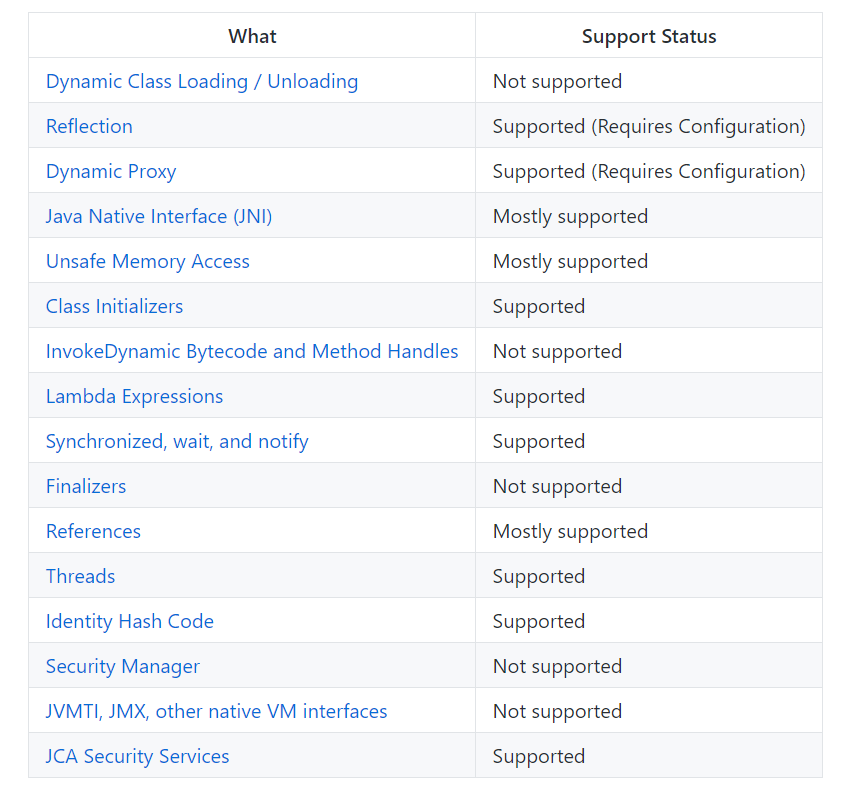 What Support Status
Dynamic Class Loading / Unloading Not supported
Reflection Supported (Requires Configuration)
Dynamic Proxy Supported (Requires Configuration)
Java Native Interface (JNI) Mostly supported
Unsafe Memory Access Mostly supported
Class Initializers Supported
InvokeDynamic Bytecode and Method Handles Not supported
Lambda Expressions Supported
Synchronized, wait, and notify Supported
Finalizers Not supported
References Mostly supported
Threads Supported
Identity Hash Code Supported
Security Manager Not supported
JVMTI, JMX, other native VM interfaces Not supported
JCA Security Services Supported